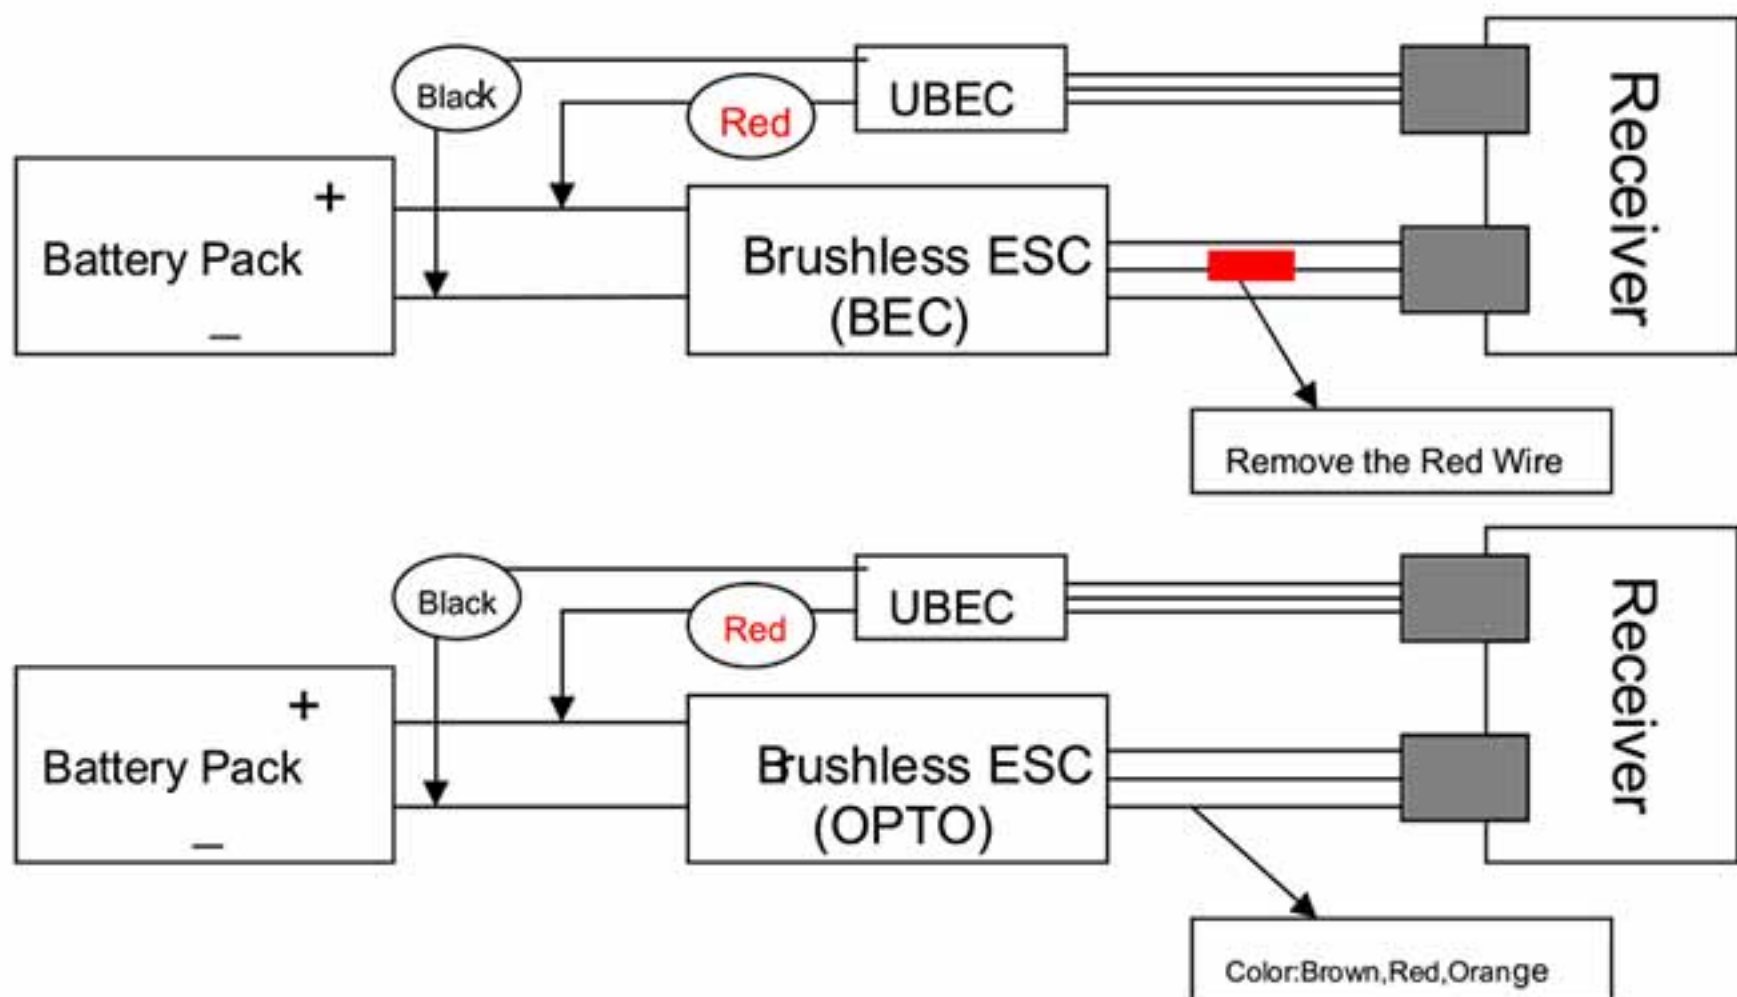 Black
Red
UBEC
Receiver
+
Battery Pack
_
Brushless ESC
(BEC)
Remove the Red Wire
Black
Red
UBEC
Receiver
+
Battery Pack
_
Brushless ESC
(OPTO)
Color:Brown,Red,Orange